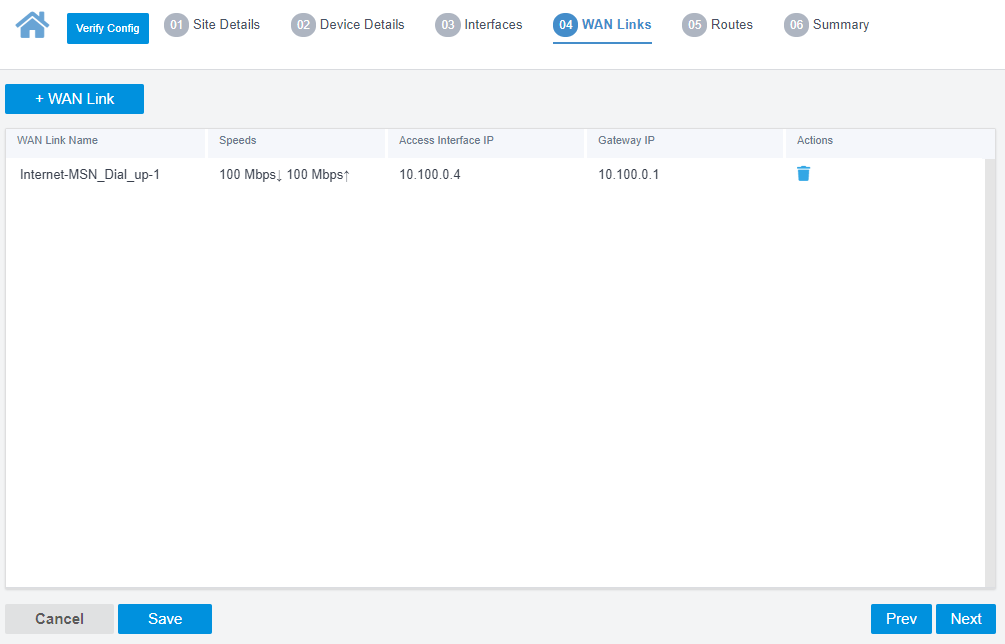 Verify Config
01 Site Details
02 Device Details
03 Interfaces
04 WAN Links
05 Routes
06 Summary
+ WAN Link
WAN Link Name Speeds Access Interface IP Gateway IP Actions
Internet-MSN_Dial_up-1 100 Mbps↓ 100 Mbps↑ 10.100.0.4 10.100.0.1
Cancel Save Prev Next